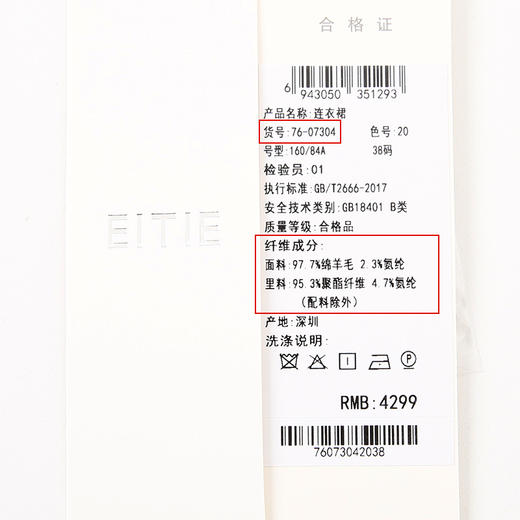 合格证
6 943050 351293
产品名称:连衣裙
货号:76-07304 色号:20
号型:160/84A 38码
检验员:01
执行标准:GB/T2666-2017
安全技术类别:GB18401 B类
质量等级:合格品
EITIE
纤维成分:
面料:97.7%绵羊毛 2.3%氨纶
里料:95.3%聚酯纤维 4.7%氨纶
(配料除外)
产地:深圳
洗涤说明:
P
RMB:4299
76073042038